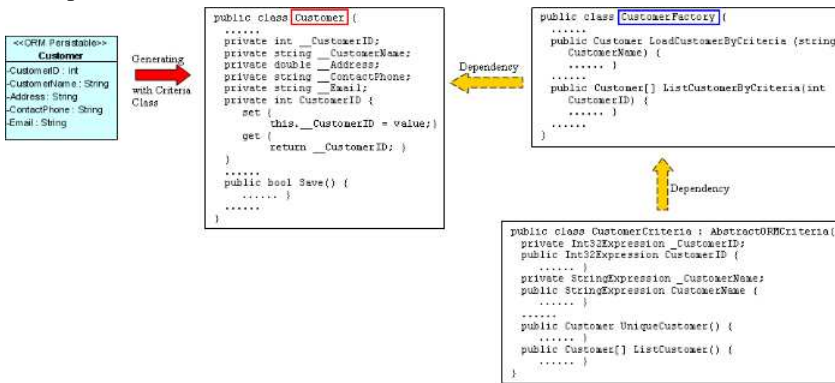 <<ORM Persistable>>
Customer
-CustomerID : int
-CustomerName : String
-Address : String
-ContactPhone : String
-Email : String
Generating
with Criteria
Class
public class Customer {
......
private int __CustomerID;
private string __CustomerName;
private double __Address;
private string __ContactPhone;
private string __Email;
private int CustomerID {
set {
this.__CustomerID = value;}
get {
return __CustomerID; }
}
......
public bool Save() {
...... }
......
}
Dependency
public class CustomerFactory {
......
public Customer LoadCustomerByCriteria (string
CustomerName) {
...... }
......
public Customer[] ListCustomerByCriteria(int
CustomerID) {
...... }
......
}
Dependency
public class CustomerCriteria : AbstractORMCriteria{
private Int32Expression _CustomerID;
public Int32Expression CustomerID {
...... }
private StringExpression _CustomerName;
public StringExpression CustomerName {
...... }
......
public Customer UniqueCustomer() {
...... }
public Customer[] ListCustomer() {
...... }
}